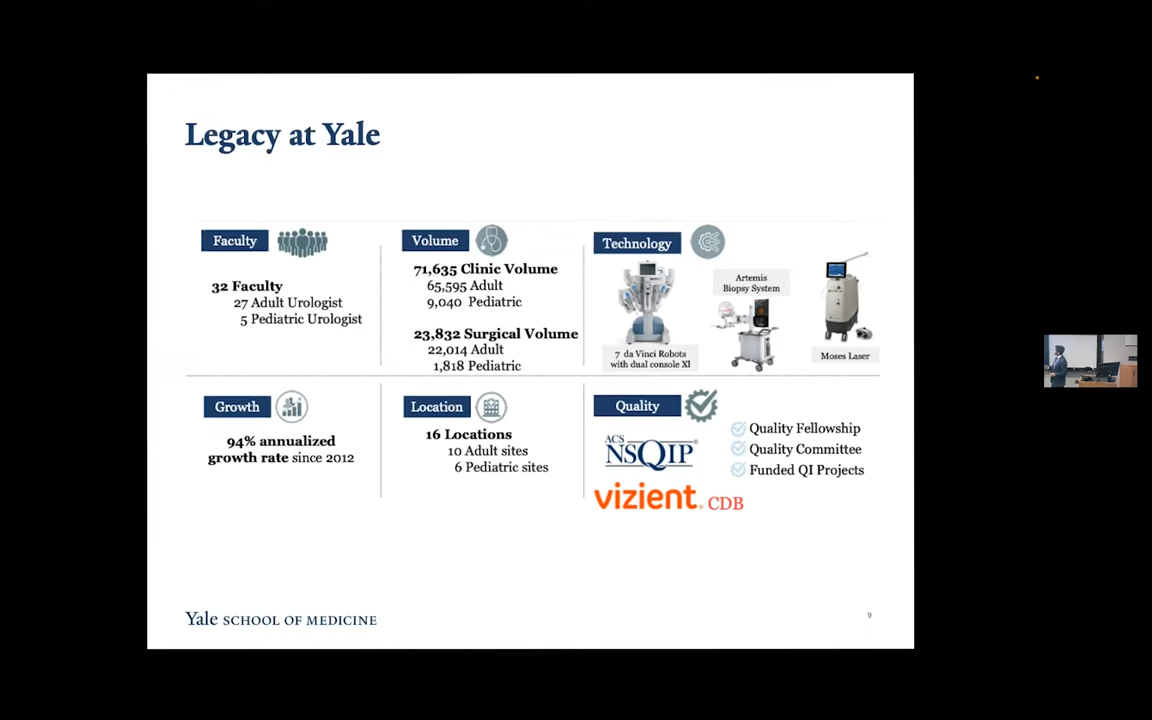 Legacy at Yale
Faculty
32 Faculty
27 Adult Urologist
5 Pediatric Urologist
Volume
71,635 Clinic Volume
65,595 Adult
9,040 Pediatric
23,832 Surgical Volume
22,014 Adult
1,818 Pediatric
Technology
7 da Vinci Robots
with dual console XI
Artemis
Biopsy System
Moses Laser
Growth
94% annualized
growth rate since 2012
Location
16 Locations
10 Adult sites
6 Pediatric sites
Quality
ACS
NSQIP®
vizient® CDB
Quality Fellowship
Quality Committee
Funded QI Projects
Yale SCHOOL OF MEDICINE
9